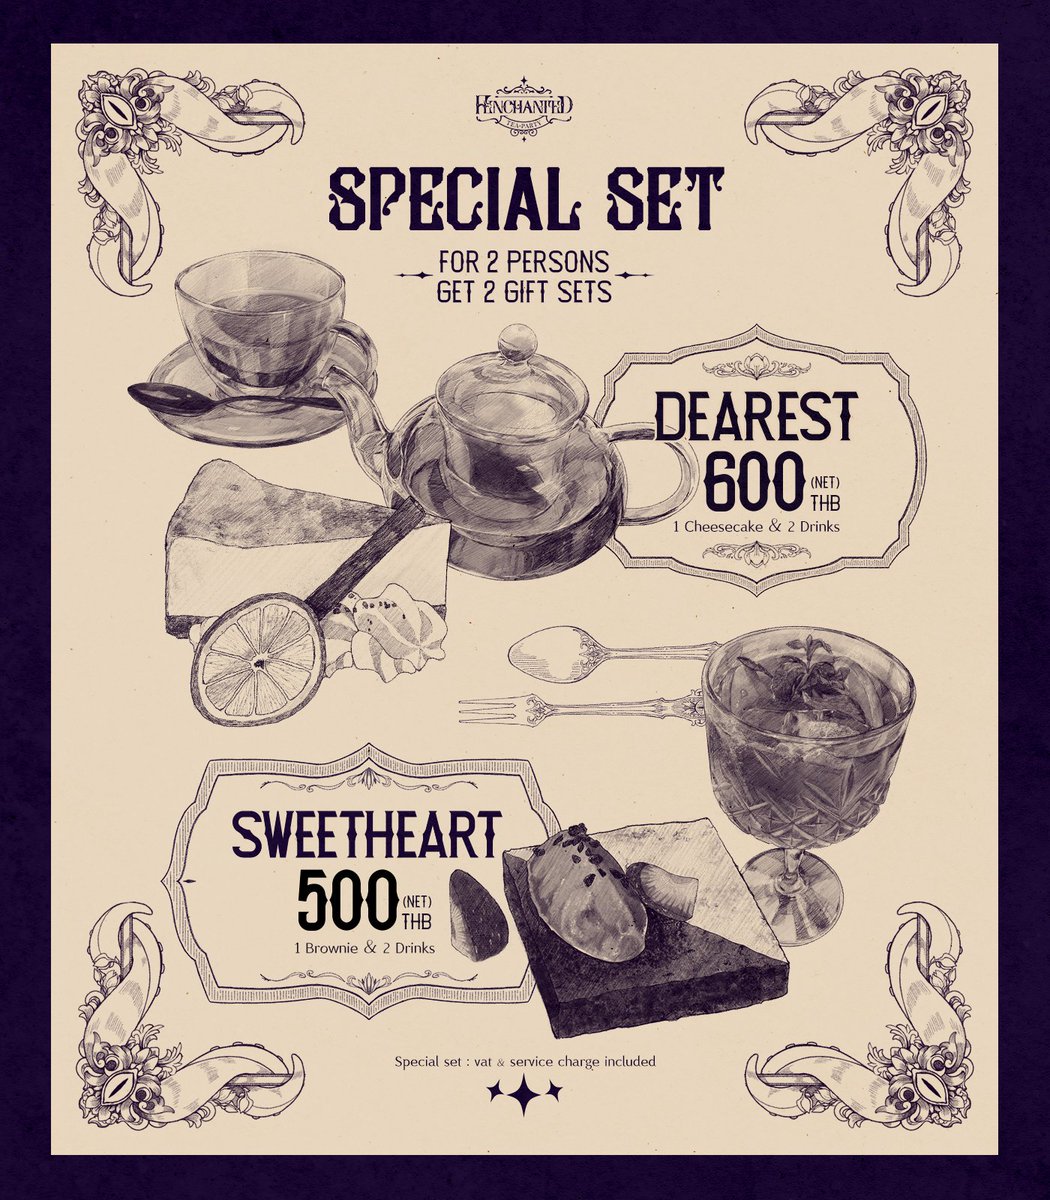 ENCHANTED
TEA-PARTY
SPECIAL SET
FOR 2 PERSONS
GET 2 GIFT SETS
DEAREST
600 (NET) THB
1 Cheesecake & 2 Drinks
SWEETHEART
500 (NET) THB
1 Brownie & 2 Drinks
Special set : vat & service charge included